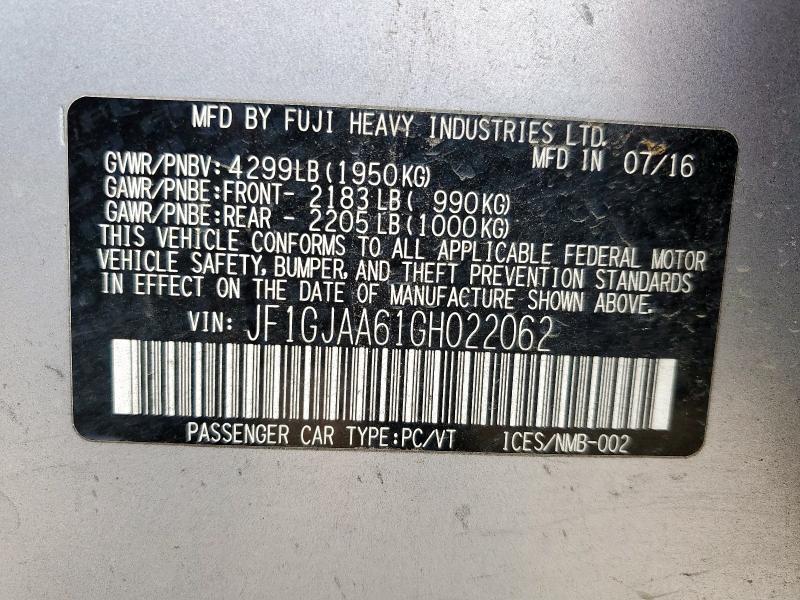 MFD BY FUJI HEAVY INDUSTRIES LTD.
MFD IN 07/16
GVWR/PNBV: 4299LB (1950KG)
GAWR/PNBE: FRONT- 2183LB ( 990KG)
GAWR/PNBE: REAR - 2205LB (1000KG)
THIS VEHICLE CONFORMS TO ALL APPLICABLE FEDERAL MOTOR
VEHICLE SAFETY, BUMPER, AND THEFT PREVENTION STANDARDS
IN EFFECT ON THE DATE OF MANUFACTURE SHOWN ABOVE.
VIN: JF1GJAA61GH022062
PASSENGER CAR TYPE:PC/VT ICES/NMB-002